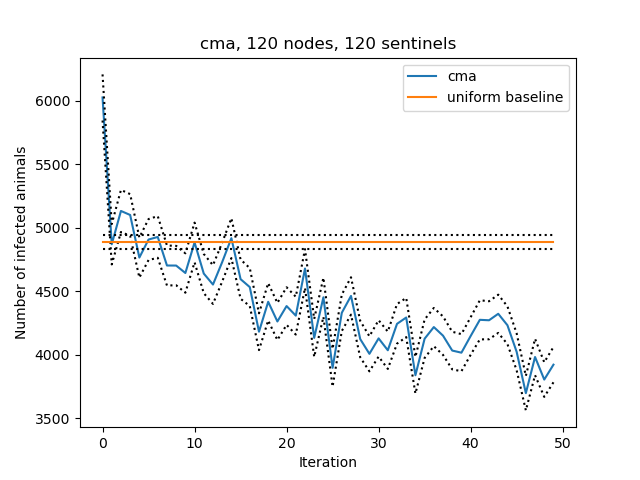 cma, 120 nodes, 120 sentinels
cma
uniform baseline
6000
5500
5000
4500
4000
3500
Number of infected animals
0 10 20 30 40 50
Iteration